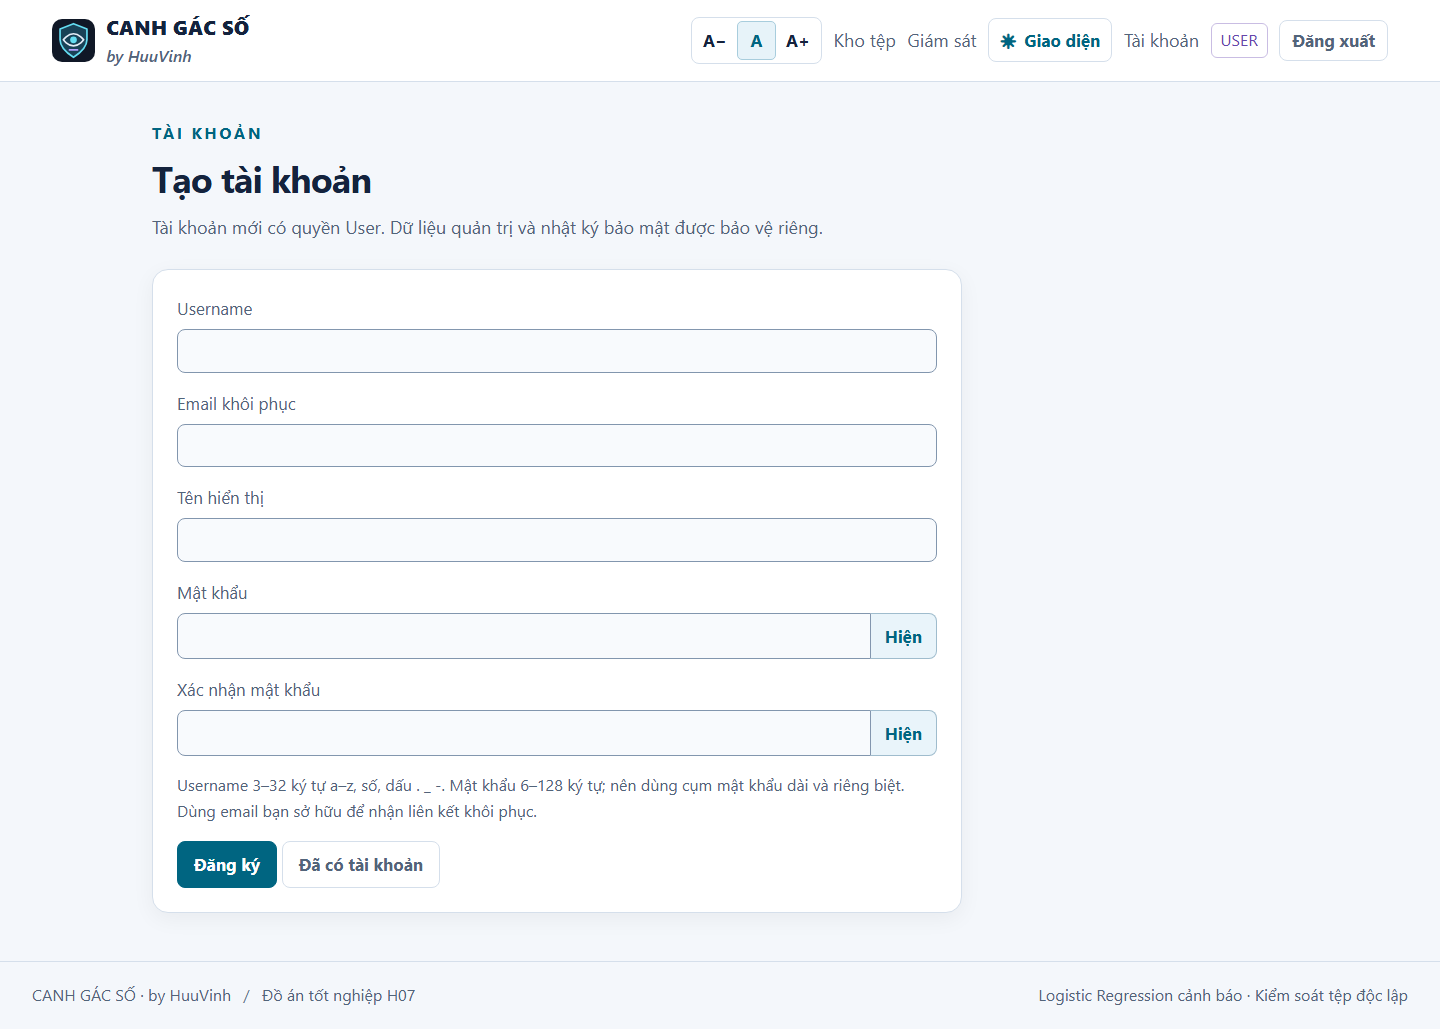 CANH GÁC SỐ
by HuuVinh
A− A A+ Kho tệp Giám sát Giao diện Tài khoản USER Đăng xuất
TÀI KHOẢN
Tạo tài khoản
Tài khoản mới có quyền User. Dữ liệu quản trị và nhật ký bảo mật được bảo vệ riêng.
Username
Email khôi phục
Tên hiển thị
Mật khẩu
Hiện
Xác nhận mật khẩu
Hiện
Username 3–32 ký tự a–z, số, dấu . _ -. Mật khẩu 6–128 ký tự; nên dùng cụm mật khẩu dài và riêng biệt.
Dùng email bạn sở hữu để nhận liên kết khôi phục.
Đăng ký Đã có tài khoản
CANH GÁC SỐ · by HuuVinh / Đồ án tốt nghiệp H07
Logistic Regression cảnh báo · Kiểm soát tệp độc lập